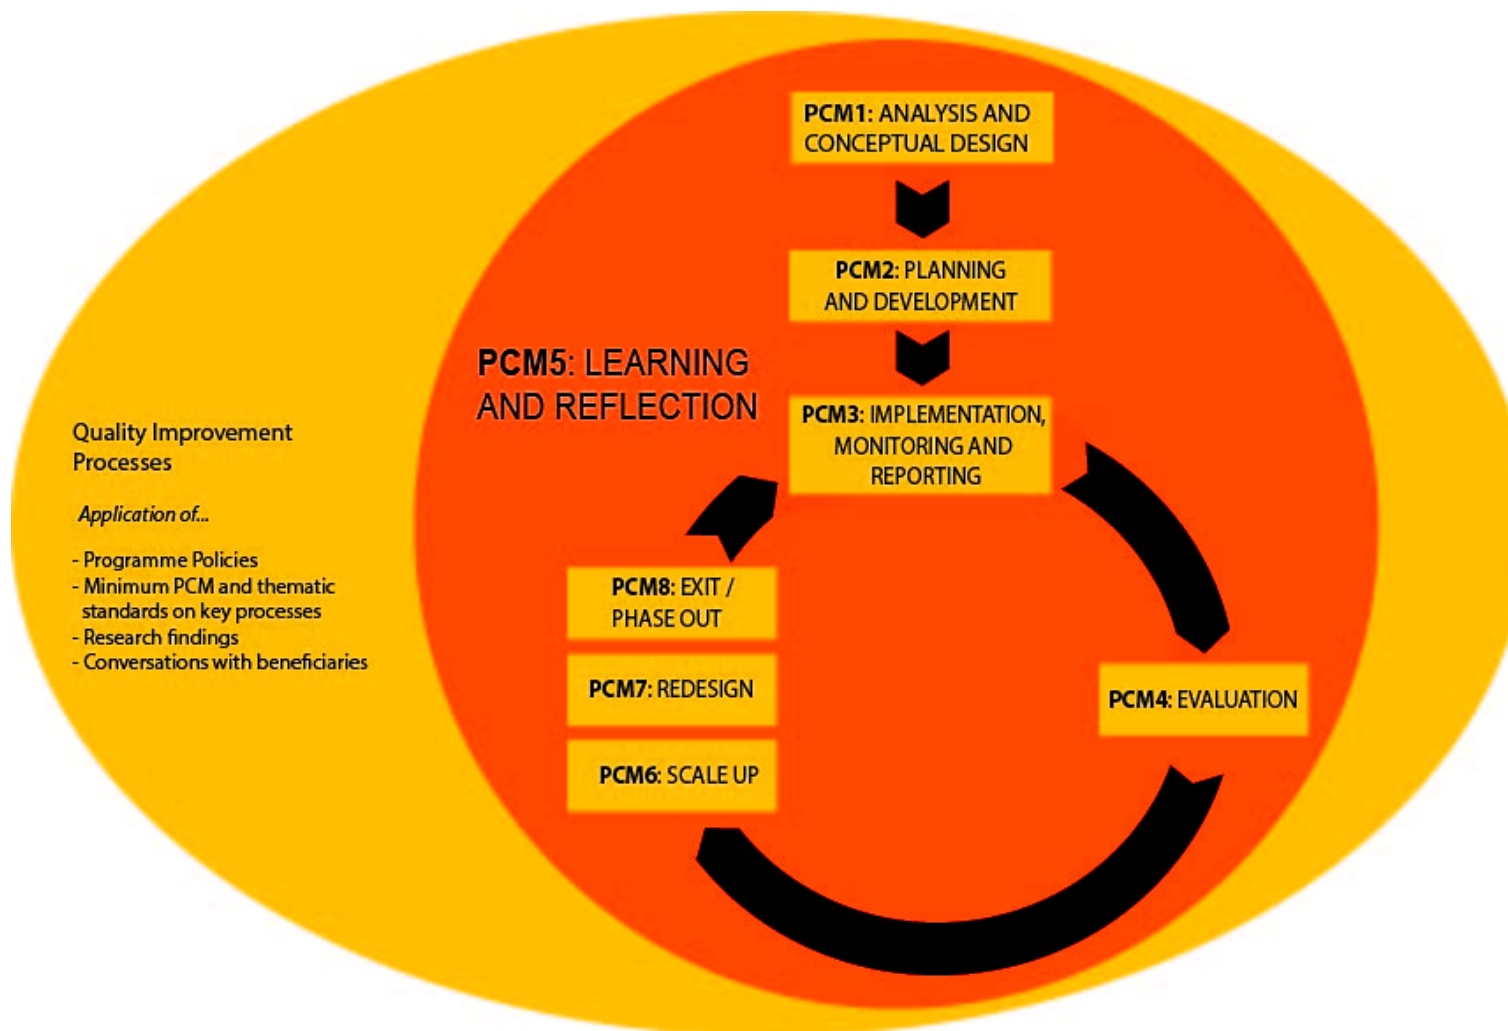 PCM1: ANALYSIS AND
CONCEPTUAL DESIGN
PCM2: PLANNING
AND DEVELOPMENT
PCM5: LEARNING
AND REFLECTION
PCM3: IMPLEMENTATION,
MONITORING AND
REPORTING
Quality Improvement
Processes
Application of...
- Programme Policies
- Minimum PCM and thematic
standards on key processes
- Research findings
- Conversations with beneficiaries
PCM8: EXIT /
PHASE OUT
PCM7: REDESIGN
PCM6: SCALE UP
PCM4: EVALUATION